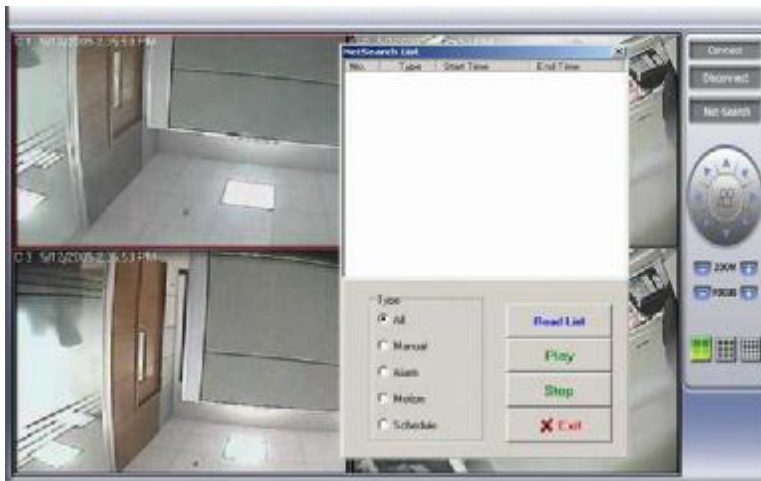 NetSearch List
No. Type Start Time End Time
Type
All
Manual
Alarm
Motion
Schedule
Read List
Play
Stop
Exit
Connect
Disconnect
Net-Search
ZOOM
FOCUS